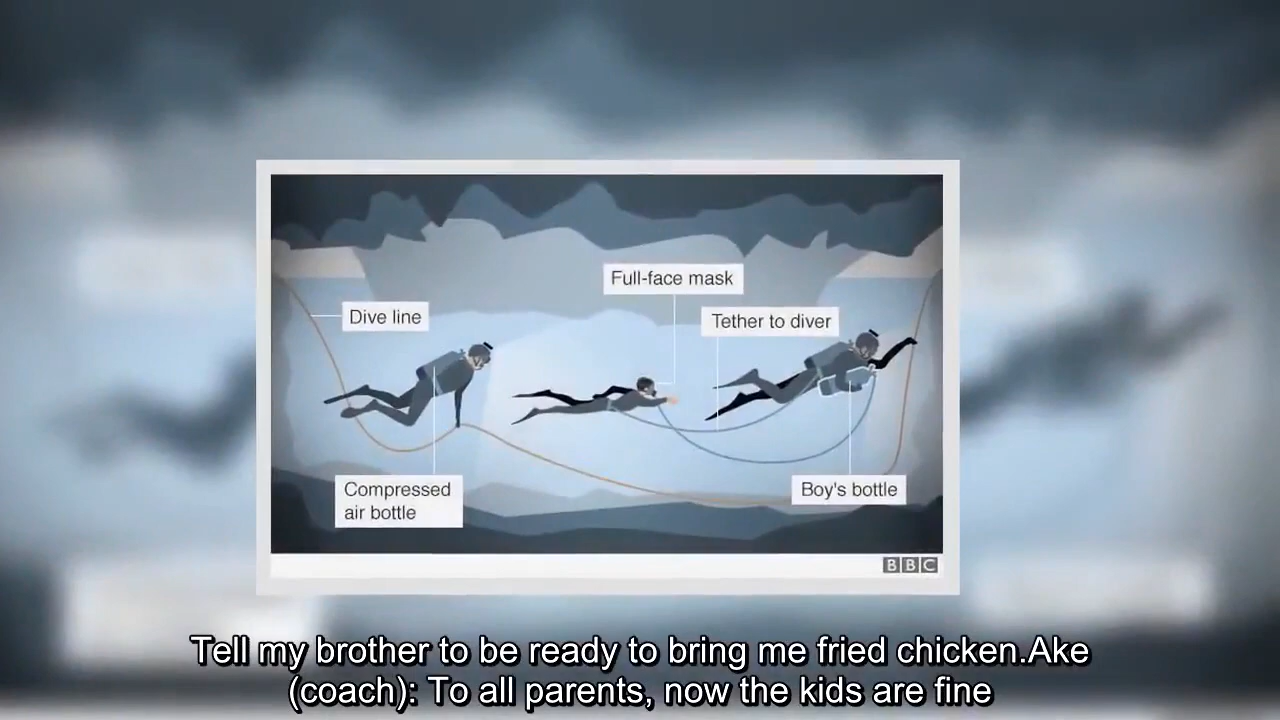 Full-face mask
Dive line
Tether to diver
Compressed
air bottle
Boy's bottle
BBC
Tell my brother to be ready to bring me fried chicken.Ake
(coach): To all parents, now the kids are fine